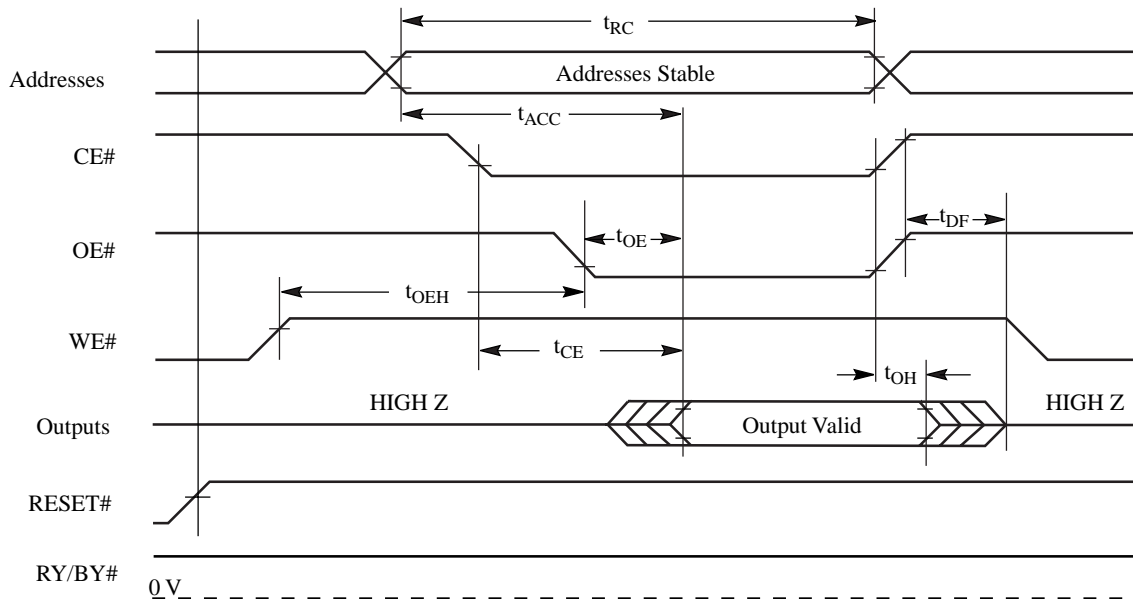 tRC
Addresses
Addresses Stable
tACC
CE#
tDF
OE#
tOE
tOEH
WE#
tCE
tOH
HIGH Z
HIGH Z
Outputs
Output Valid
RESET#
RY/BY#
0 V